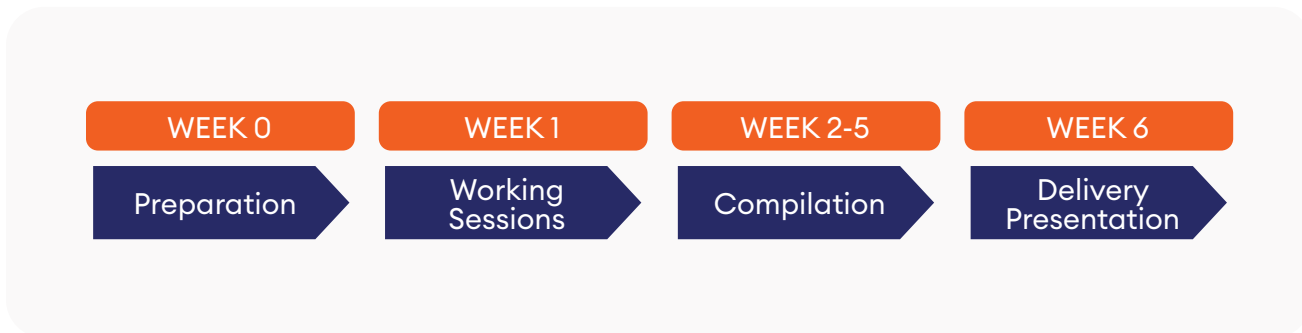 WEEK 0
Preparation
WEEK 1
Working
Sessions
WEEK 2-5
Compilation
WEEK 6
Delivery
Presentation